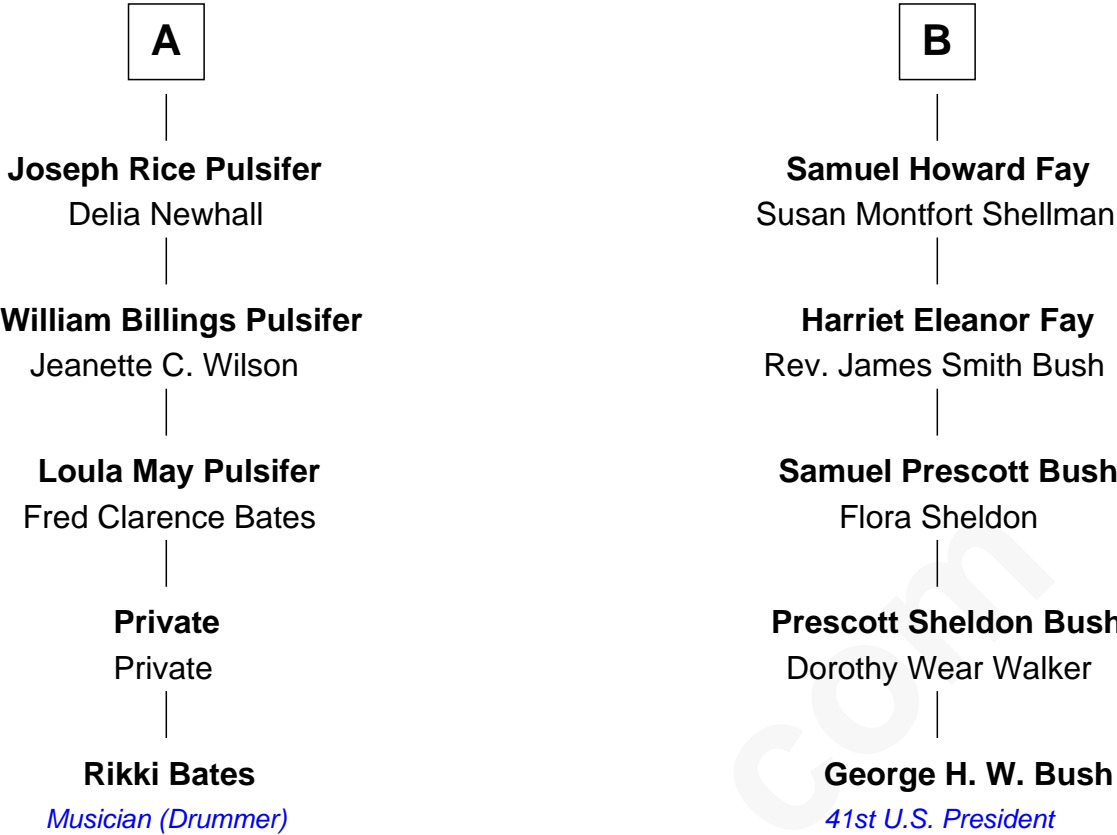 A
Joseph Rice Pulsifer
Delia Newhall
William Billings Pulsifer
Jeanette C. Wilson
Loula May Pulsifer
Fred Clarence Bates
Private
Private
Rikki Bates
Musician (Drummer)
B
Samuel Howard Fay
Susan Montfort Shellman
Harriet Eleanor Fay
Rev. James Smith Bush
Samuel Prescott Bush
Flora Sheldon
Prescott Sheldon Bush
Dorothy Wear Walker
George H. W. Bush
41st U.S. President
com